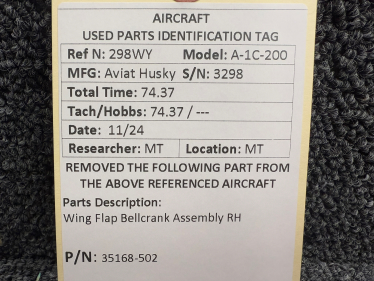 AIRCRAFT
USED PARTS IDENTIFICATION TAG
Ref N: 298WY Model: A-1C-200
MFG: Aviat Husky S/N: 3298
Total Time: 74.37
Tach/Hobbs: 74.37 / ---
Date: 11/24
Researcher: MT Location: MT
REMOVED THE FOLLOWING PART FROM
THE ABOVE REFERENCED AIRCRAFT
Parts Description:
Wing Flap Bellcrank Assembly RH
P/N: 35168-502